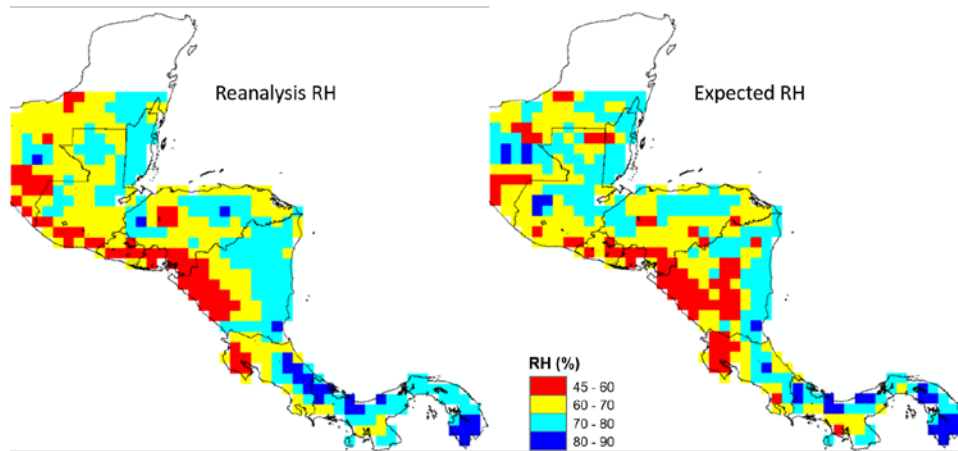 Reanalysis RH
Expected RH
RH (%)
45 - 60
60 - 70
70 - 80
80 - 90